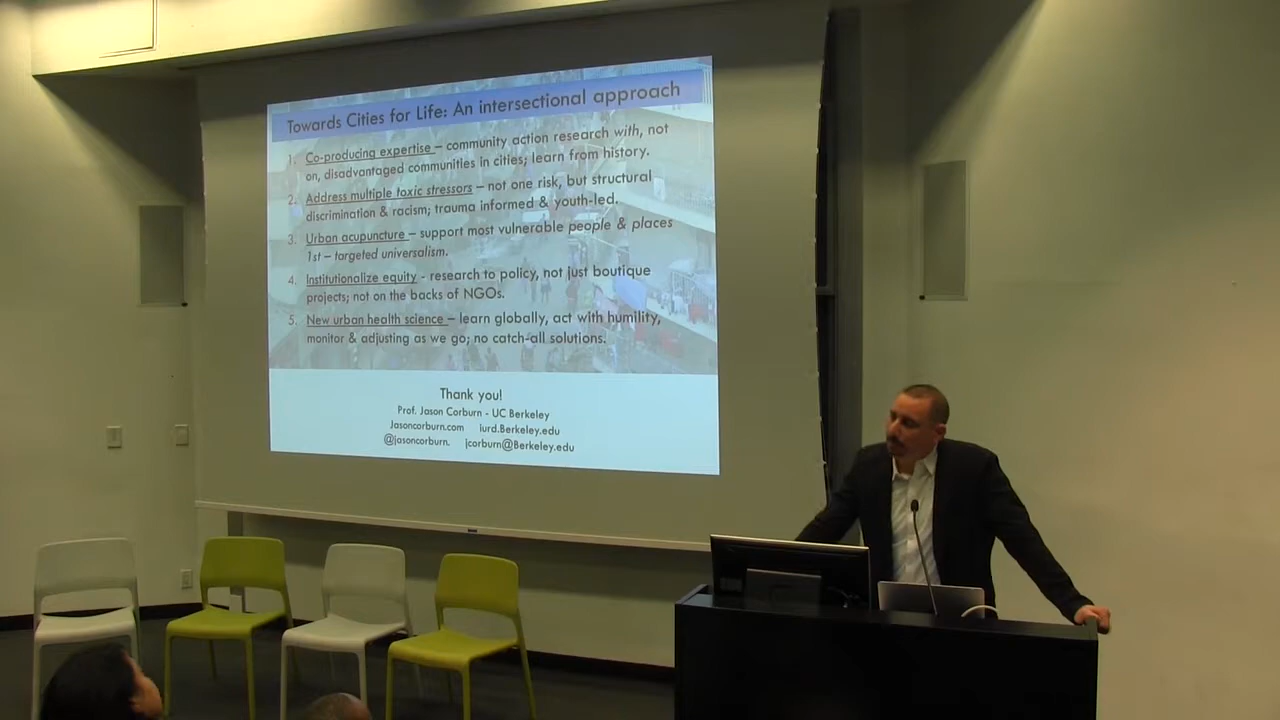 Towards Cities for Life: An intersectional approach
1. Co-producing expertise – community action research with, not
on, disadvantaged communities in cities; learn from history.
2. Address multiple toxic stressors – not one risk, but structural
discrimination & racism; trauma informed & youth-led.
3. Urban acupuncture – support most vulnerable people & places
1st – targeted universalism.
4. Institutionalize equity - research to policy, not just boutique
projects; not on the backs of NGOs.
5. New urban health science – learn globally, act with humility,
monitor & adjusting as we go; no catch-all solutions.
Thank you!
Prof. Jason Corburn - UC Berkeley
Jasoncorburn.com iurd.Berkeley.edu
@jasoncorburn. jcorburn@Berkeley.edu